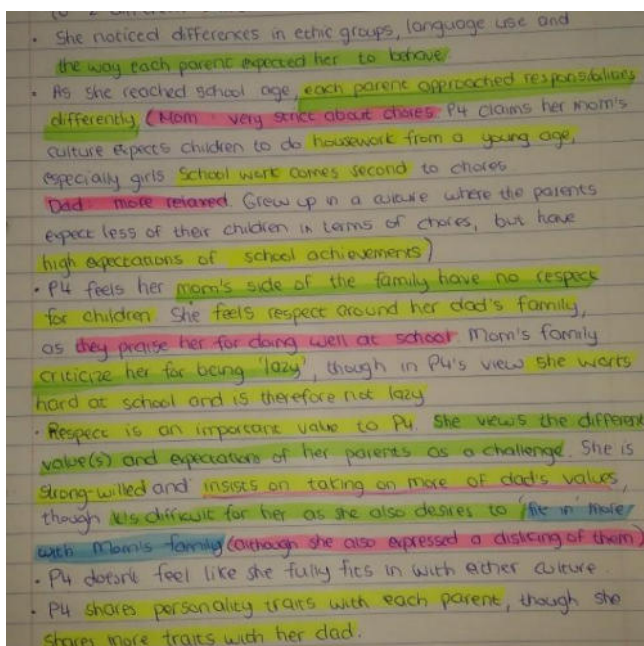 • She noticed differences in ethic groups, language use and
the way each parent expected her to behave.
• As she reached school age, each parent approached responsibilities
differently, (Mom: very strict about chores. P4 claims her mom's
culture expects children to do housework from a young age,
especially girls School work comes second to chores
Dad: more relaxed. Grew up in a culture where the parents
expect less of their children in terms of chores, but have
high expectations of school achievements)
• P4 feels her mom's side of the family have no respect
for children. She feels respect around her dad's family,
as they praise her for doing well at school Mom's family
criticize her for being 'lazy', though in P4's view she works
hard at school and is therefore not lazy
• Respect is an important value to P4. She views the different
value(s) and expectations of her parents as a challenge. She is
strong-willed and insists on taking on more of dad's values,
though it's difficult for her as she also desires to 'fit in' more
with Mom's family (although she also expressed a disliking of them)
• P4 doesn't feel like she fully fits in with either culture.
• P4 shares personality traits with each parent, though she
shares more traits with her dad.